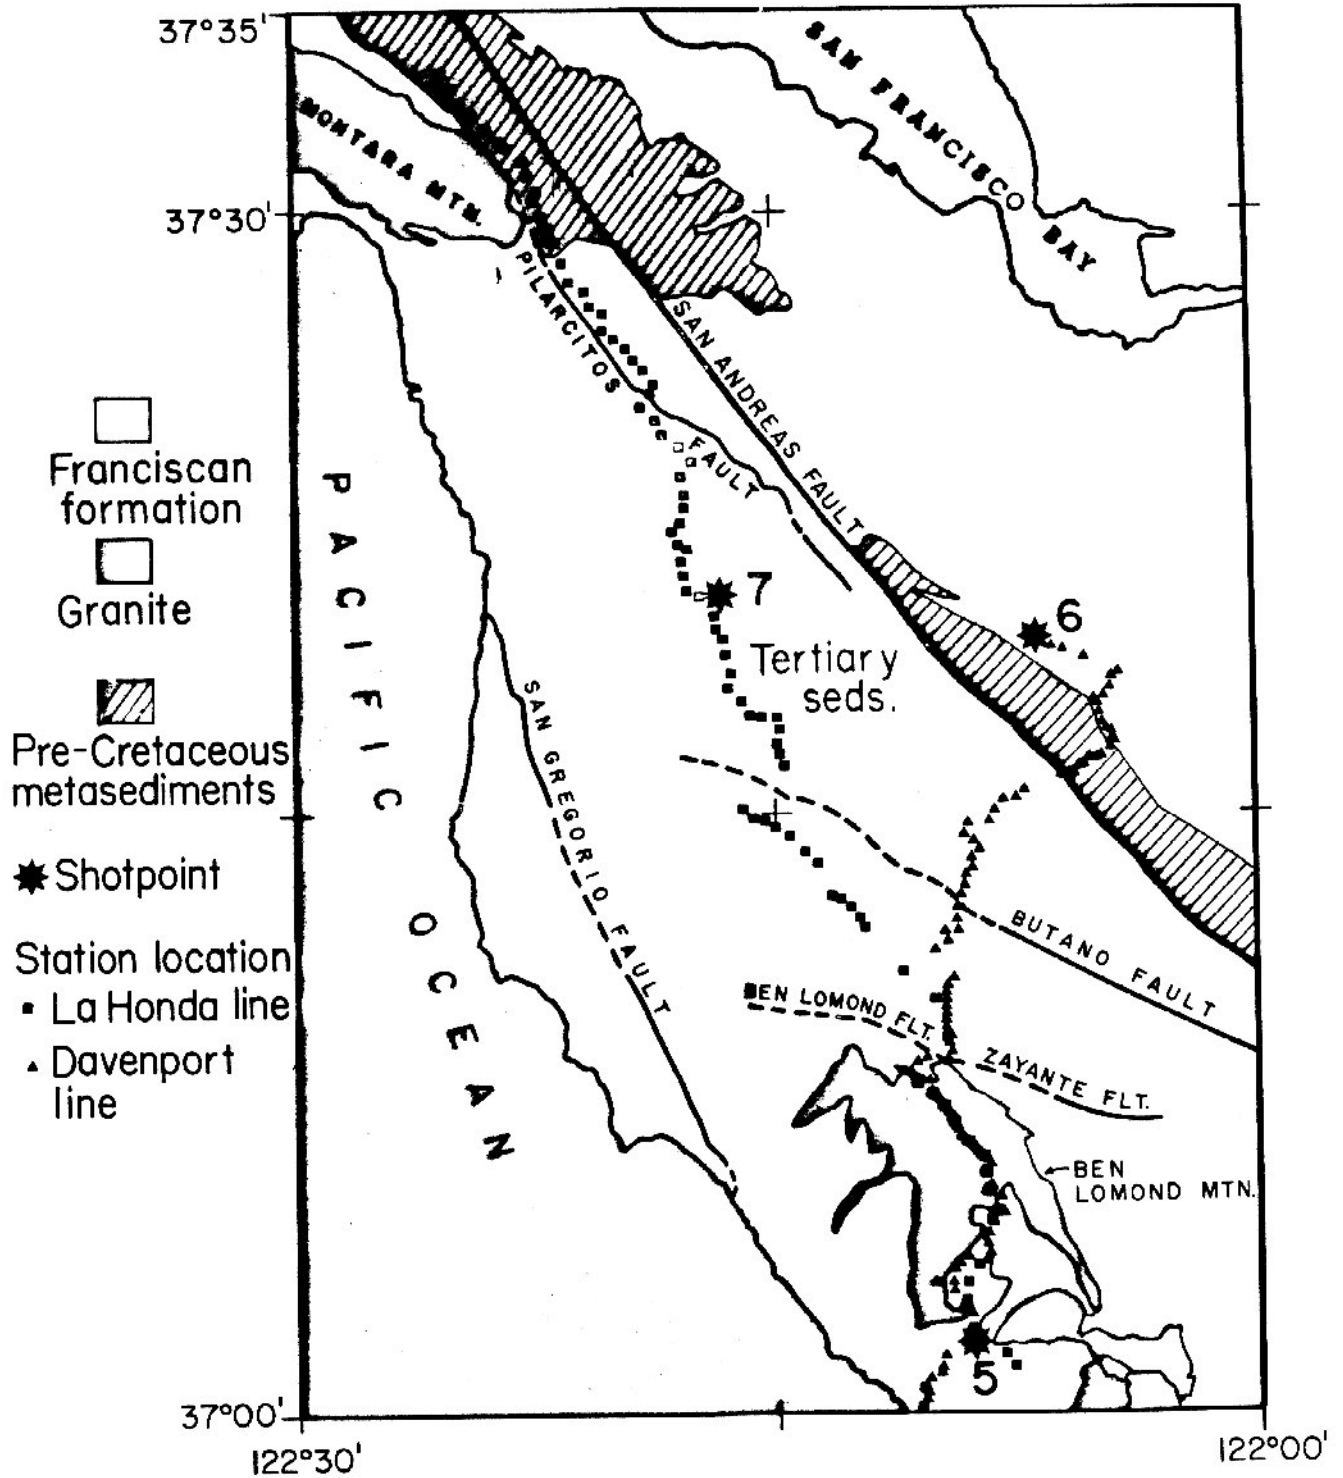 37°35'
SAN FRANCISCO
BAY
MONTARA MTN.
37°30'
PILARCITOS
FAULT
SAN ANDREAS FAULT
Franciscan
formation
Granite
Pre-Cretaceous
metasediments
Shotpoint
Station location
La Honda line
Davenport
line
PACIFIC
OCEAN
7
6
Tertiary
seds.
SAN GREGORIO FAULT
BUTANO FAULT
BEN LOMOND FLT.
ZAYANTE FLT.
BEN
LOMOND MTN.
5
37°00'
122°30'
122°00'